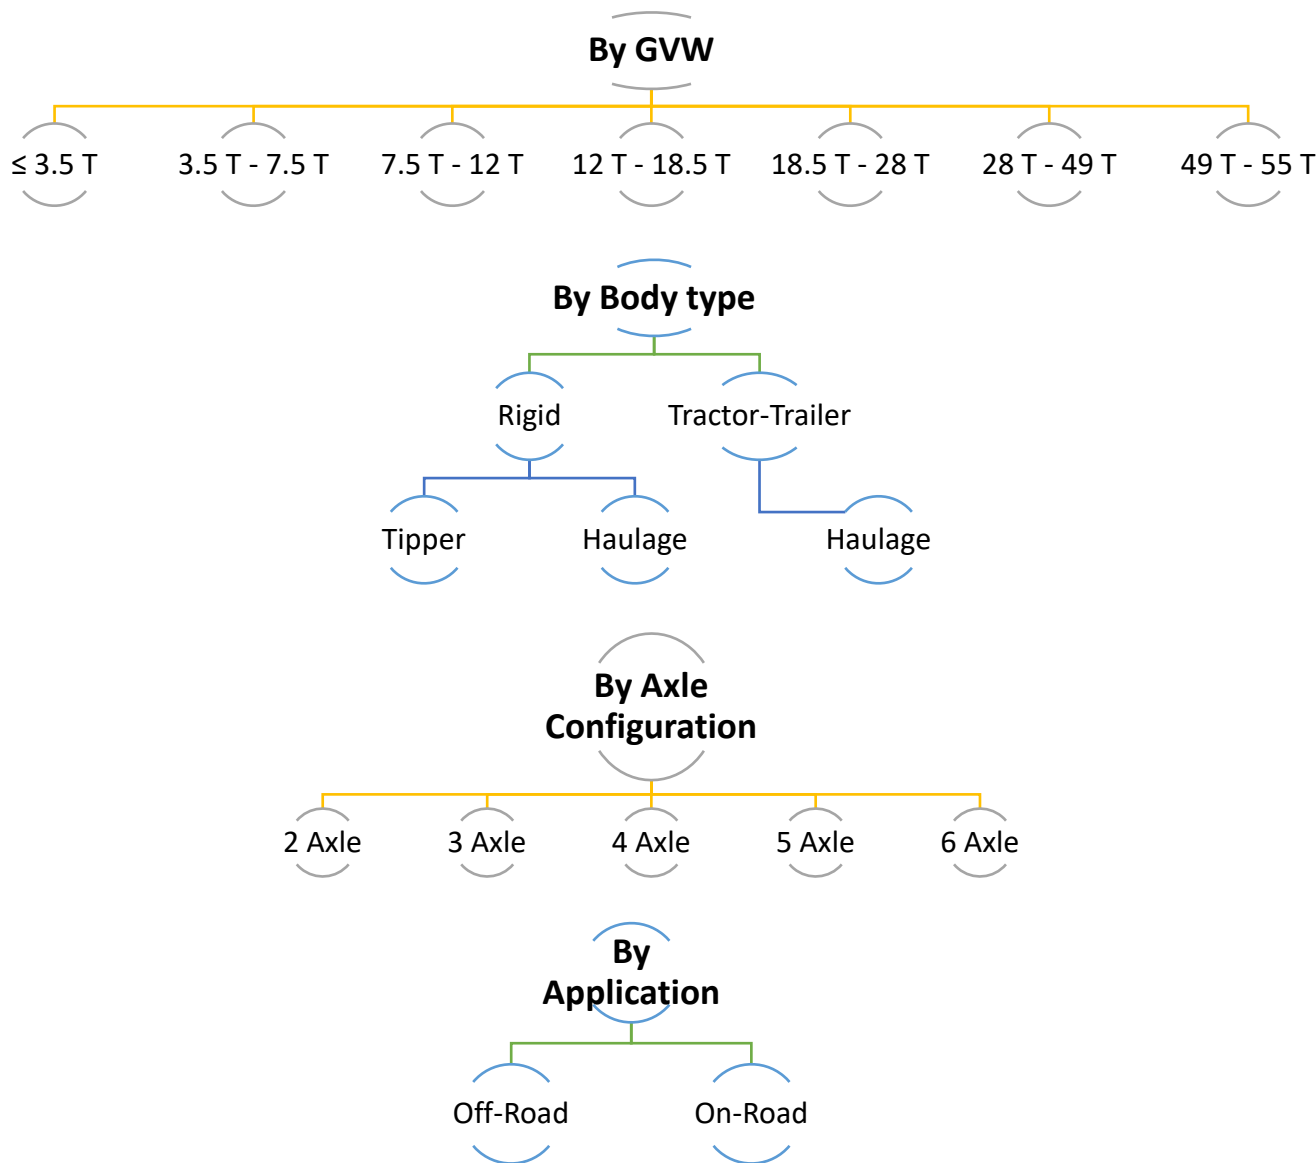 By GVW
≤ 3.5 T
3.5 T - 7.5 T
7.5 T - 12 T
12 T - 18.5 T
18.5 T - 28 T
28 T - 49 T
49 T - 55 T
By Body type
Rigid
Tractor-Trailer
Tipper
Haulage
Haulage
By Axle
Configuration
2 Axle
3 Axle
4 Axle
5 Axle
6 Axle
By
Application
Off-Road
On-Road